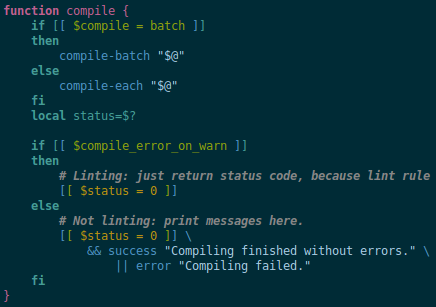 function compile {
    if [[ $compile = batch ]]
    then
        compile-batch "$@"
    else
        compile-each "$@"
    fi
    local status=$?

    if [[ $compile_error_on_warn ]]
    then
        # Linting: just return status code, because lint rule
        [[ $status = 0 ]]
    else
        # Not linting: print messages here.
        [[ $status = 0 ]] \
            && success "Compiling finished without errors." \
                || error "Compiling failed."
    fi
}